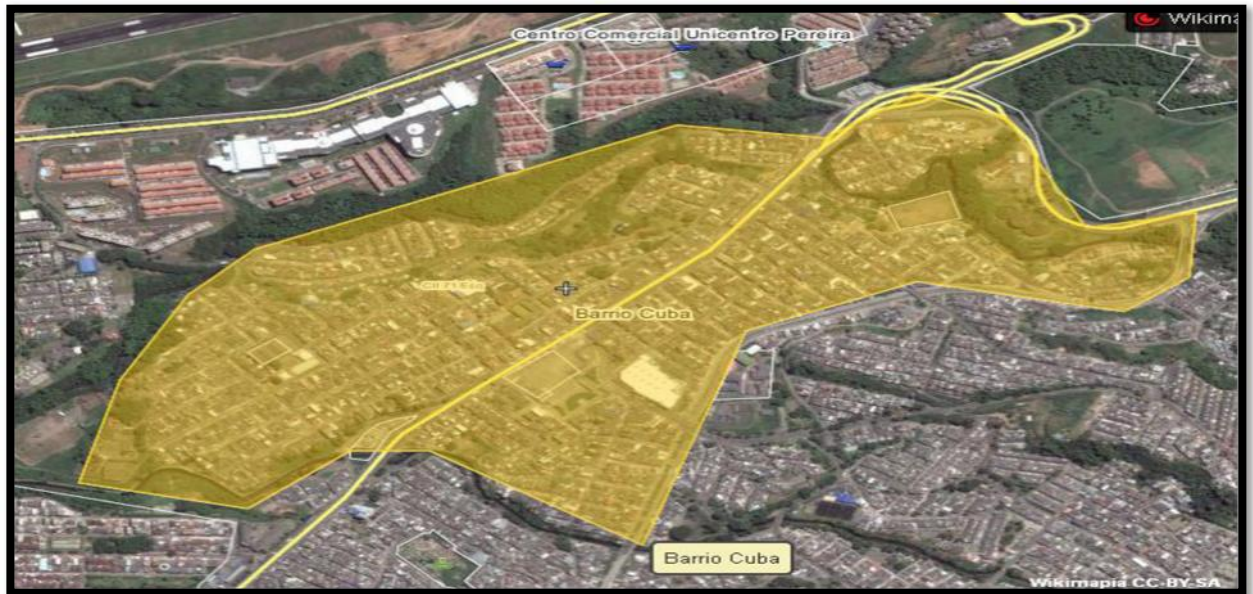 Wikima
Centro Comercial Unicentro Pereira
Barrio Cuba
Barrio Cuba
Wikimapia CC-BY-SA